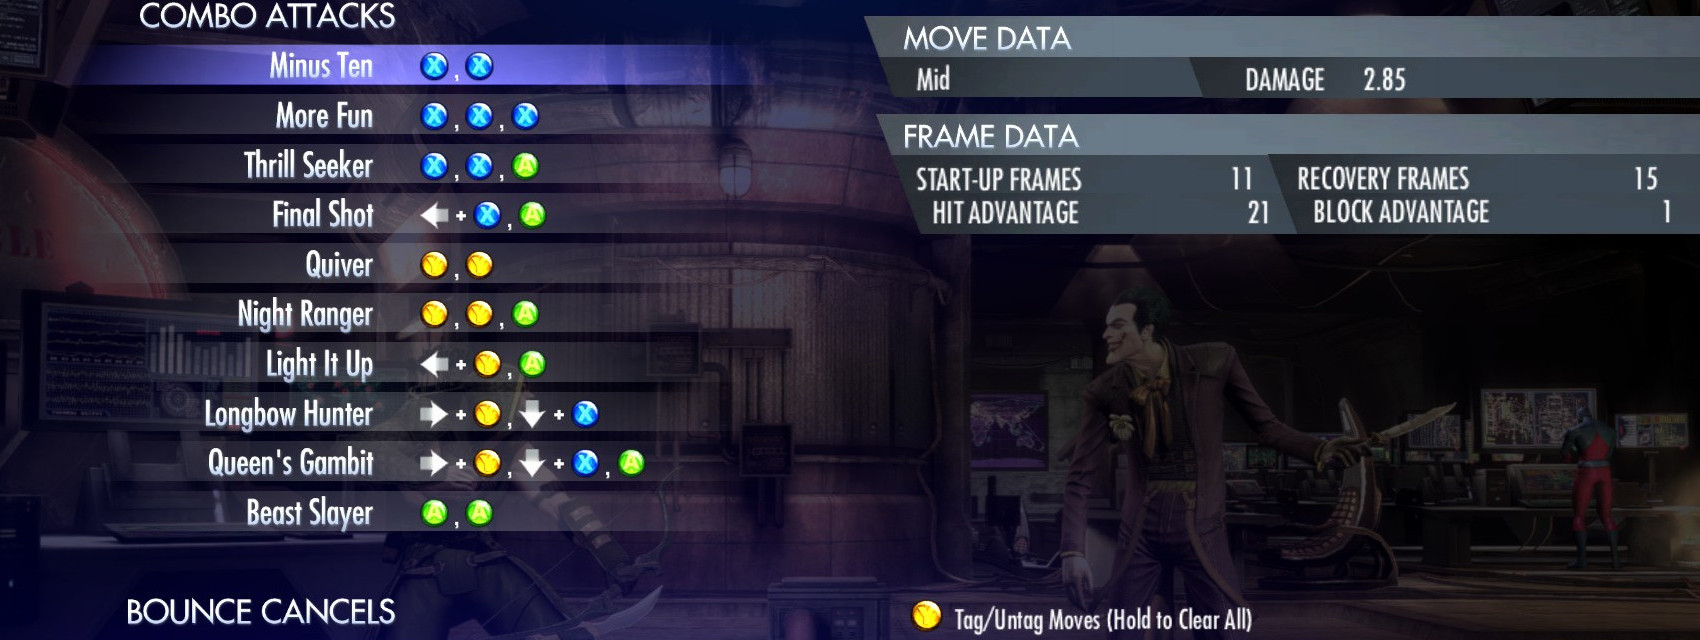 COMBO ATTACKS
Minus Ten X , X
More Fun X , X , X
Thrill Seeker X , X , A
Final Shot ← + X , A
Quiver Y , Y
Night Ranger Y , Y , A
Light It Up ← + Y , A
Longbow Hunter → + Y , ↓ + X
Queen's Gambit → + Y , ↓ + X , A
Beast Slayer A , A
BOUNCE CANCELS
MOVE DATA
Mid DAMAGE 2.85
FRAME DATA
START-UP FRAMES 11 RECOVERY FRAMES 15
HIT ADVANTAGE 21 BLOCK ADVANTAGE 1
Y Tag/Untag Moves (Hold to Clear All)